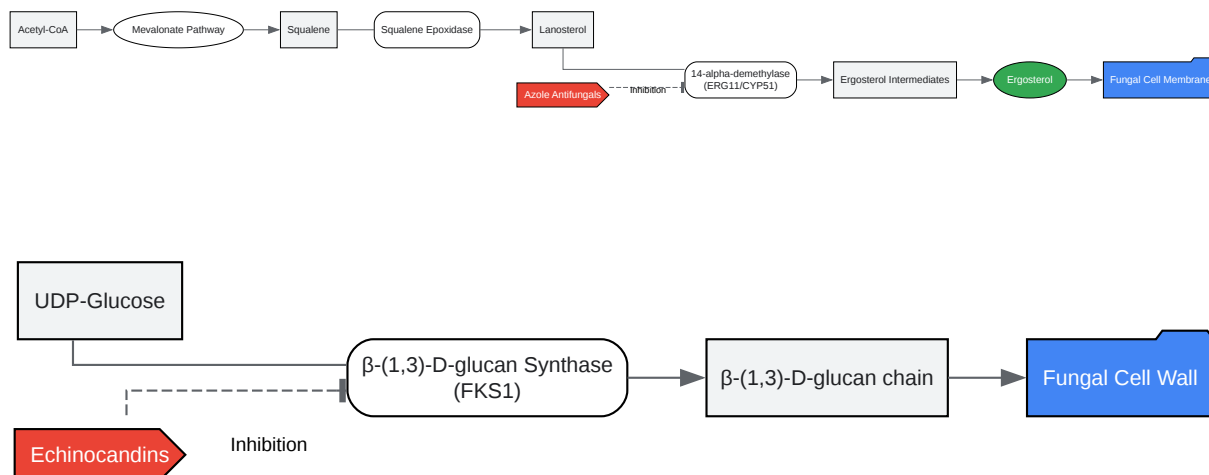 Acetyl-CoA
Mevalonate Pathway
Squalene
Squalene Epoxidase
Lanosterol
Azole Antifungals
Inhibition
14-alpha-demethylase
(ERG11/CYP51)
Ergosterol Intermediates
Ergosterol
Fungal Cell Membrane
UDP-Glucose
β-(1,3)-D-glucan Synthase
(FKS1)
β-(1,3)-D-glucan chain
Fungal Cell Wall
Echinocandins
Inhibition